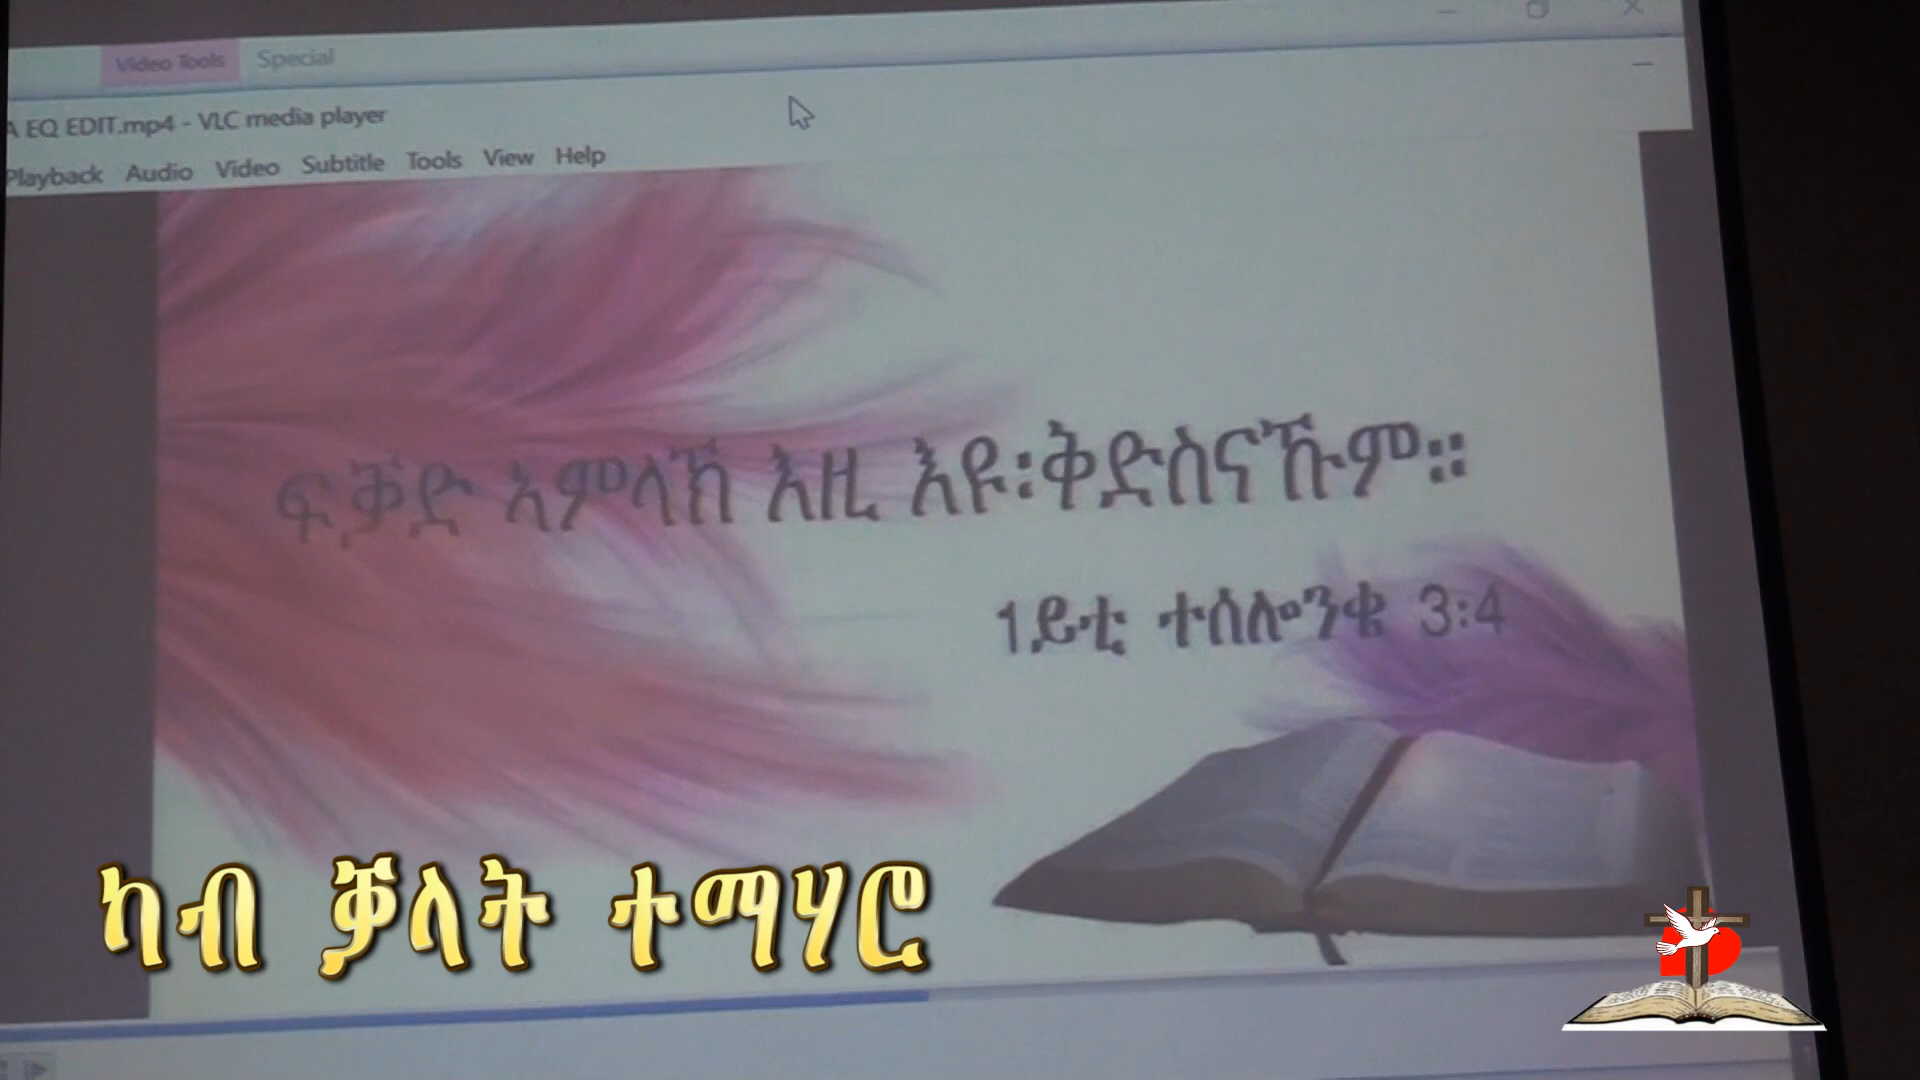 Video Tools Special
A EQ EDIT.mp4 - VLC media player
Playback Audio Video Subtitle Tools View Help
ፍቓድ ኣምላኽ እዚ እዩ፡ቅድስናኹም።
1ይቲ ተሰሎንቄ 3:4
ካብ ቓላት ተማሃሮ